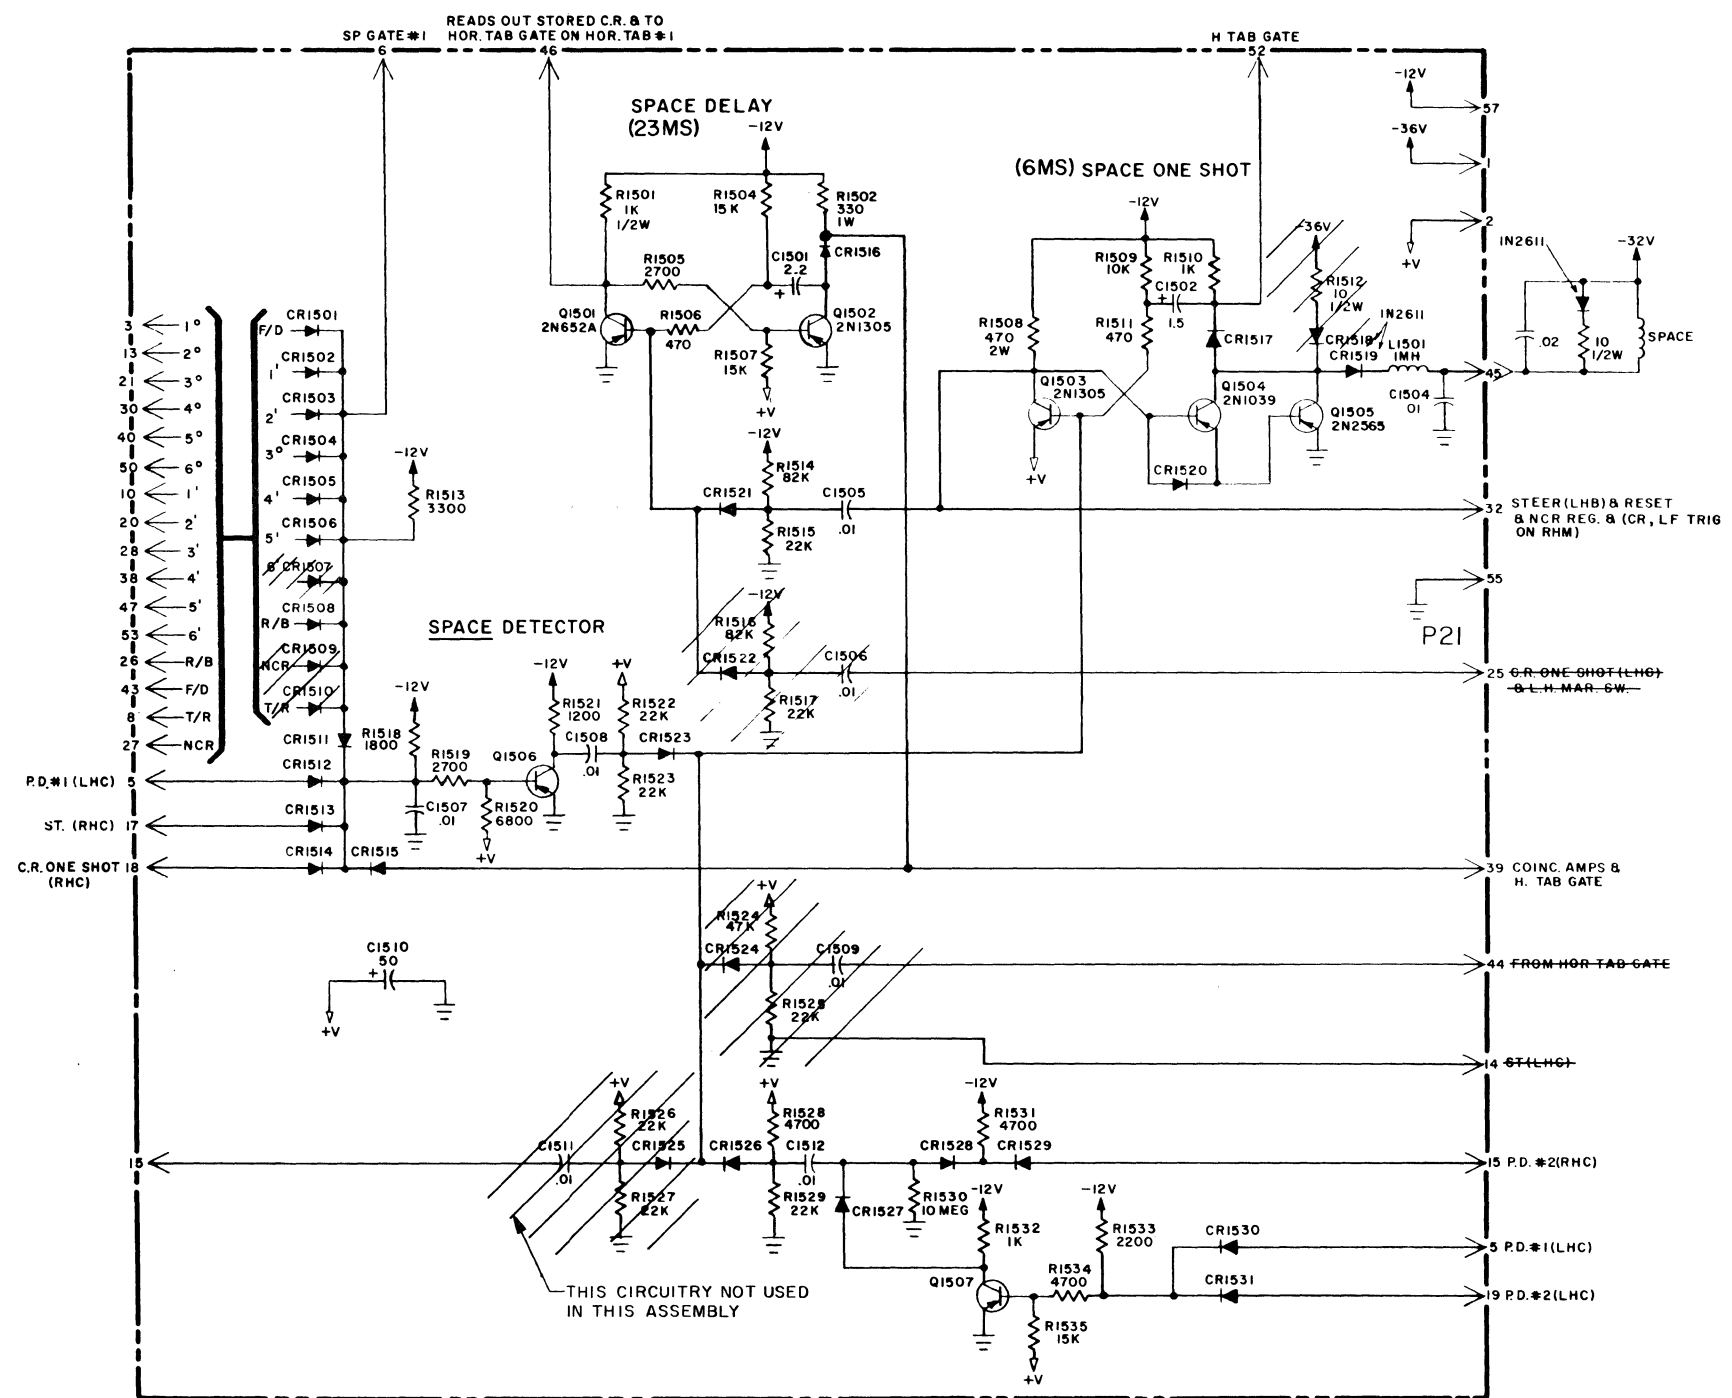 READS OUT STORED C.R. & TO
HOR. TAB GATE ON HOR. TAB #1
SP GATE #1
6
46
H TAB GATE
52
SPACE DELAY
(23MS)
-12V
R1501
1K
1/2W
R1504
15K
R1502
330
1W
CR1516
R1505
2700
C1501
2.2
+
Q1501
2N652A
R1506
470
Q1502
2N1305
R1507
15K
+V
(6MS) SPACE ONE SHOT
-12V
R1509
10K
R1510
1K
C1502
+
1.5
R1508
470
2W
R1511
470
CR1517
-36V
R1512
10
1/2W
CR1518
IN2611
CR1519
L1501
1MH
Q1503
2N1305
Q1504
2N1039
Q1505
2N2565
C1504
.01
CR1520
+V
-12V
57
-36V
1
2
+V
IN2611
-32V
.02
10
1/2W
SPACE
45
3 1°
13 2°
21 3°
30 4°
40 5°
50 6°
10 1'
20 2'
28 3'
38 4'
47 5'
53 6'
26 R/B
43 F/D
8 T/R
27 NCR
F/D CR1501
1' CR1502
2' CR1503
3° CR1504
4' CR1505
5' CR1506
6' CR1507
R/B CR1508
NCR CR1509
T/R CR1510
CR1511
-12V
R1513
3300
-12V
R1514
82K
CR1521
C1505
.01
R1515
22K
32 STEER (LHB) & RESET
& NCR REG. & (CR, LF TRIG
ON RHM)
55
P21
-12V
R1516
82K
CR1522
C1506
.01
R1517
22K
25 C.R. ONE SHOT (LHC)
& L.H. MAR. SW.
SPACE DETECTOR
-12V
R1518
1800
R1519
2700
Q1506
-12V
R1521
1200
+V
R1522
22K
C1508
.01
CR1523
R1523
22K
C1507
.01
R1520
6800
+V
P.D. #1 (LHC) 5
CR1512
ST. (RHC) 17
CR1513
C.R. ONE SHOT 18
(RHC)
CR1514
CR1515
39 COINC. AMPS &
H. TAB GATE
C1510
50
+
+V
+V
R1524
47K
CR1524
C1509
.01
R1525
22K
44 FROM HOR TAB GATE
14 ST (LHC)
15
C1511
.01
+V
R1526
22K
CR1525
R1527
22K
CR1526
+V
R1528
4700
C1512
.01
R1529
22K
CR1527
R1530
10 MEG
CR1528
-12V
R1531
4700
CR1529
15 P.D. #2 (RHC)
-12V
R1532
1K
Q1507
-12V
R1533
2200
R1534
4700
R1535
15K
+V
CR1530
5 P.D. #1 (LHC)
CR1531
19 P.D. #2 (LHC)
THIS CIRCUITRY NOT USED
IN THIS ASSEMBLY